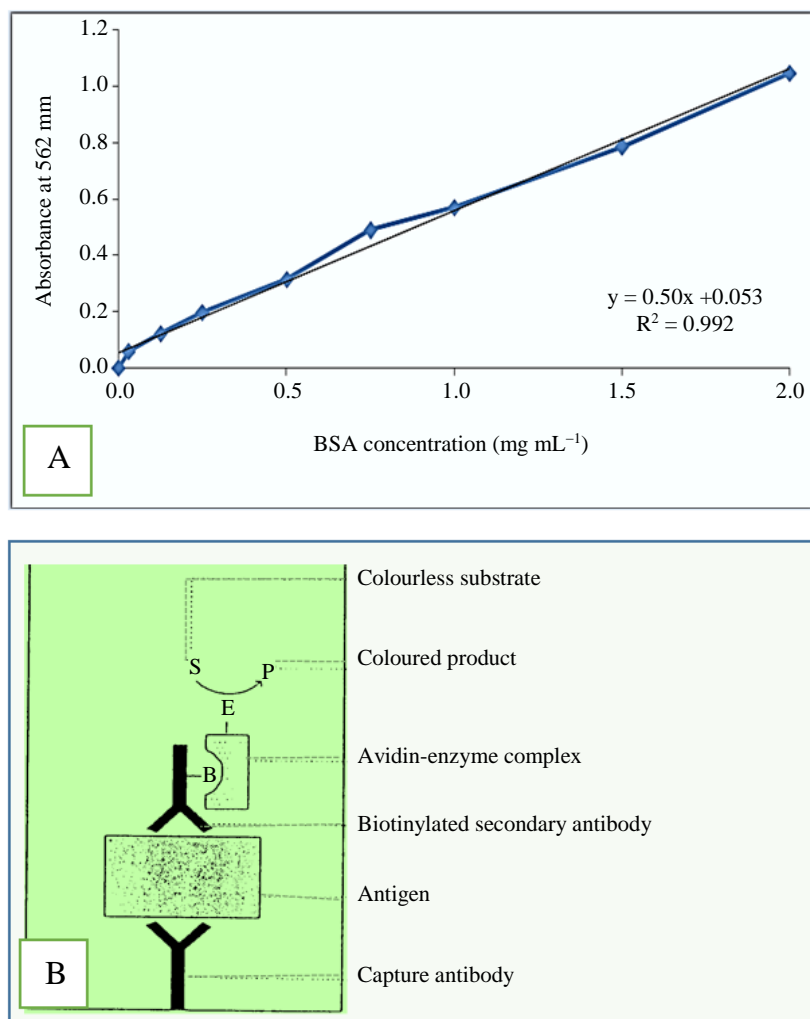 1.2
1.0
0.8
0.6
0.4
0.2
0.0
Absorbance at 562 mm
0.0 0.5 1.0 1.5 2.0
y = 0.50x +0.053
R² = 0.992
BSA concentration (mg mL⁻¹)
A
Colourless substrate
Coloured product
S P
E
Avidin-enzyme complex
B
Biotinylated secondary antibody
Antigen
Capture antibody
B